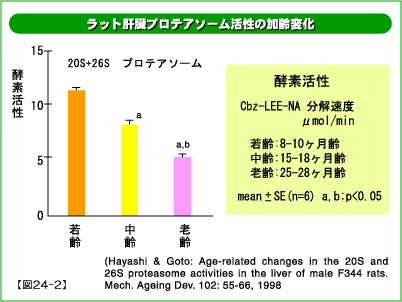 ラット肝臓プロテアソーム活性の加齢変化
15
10
5
0
酵素活性
20S+26S プロテアソーム
a
a,b
若齢
中齢
老齢
酵素活性
Cbz-LEE-NA 分解速度
μmol/min
若齢:8-10ヶ月齢
中齢:15-18ヶ月齢
老齢:25-28ヶ月齢
mean±SE(n=6) a,b:p<0.05
(Hayashi & Goto: Age-related changes in the 20S and
26S proteasome activities in the liver of male F344 rats.
Mech. Ageing Dev. 102: 55-66, 1998
【図24-2】